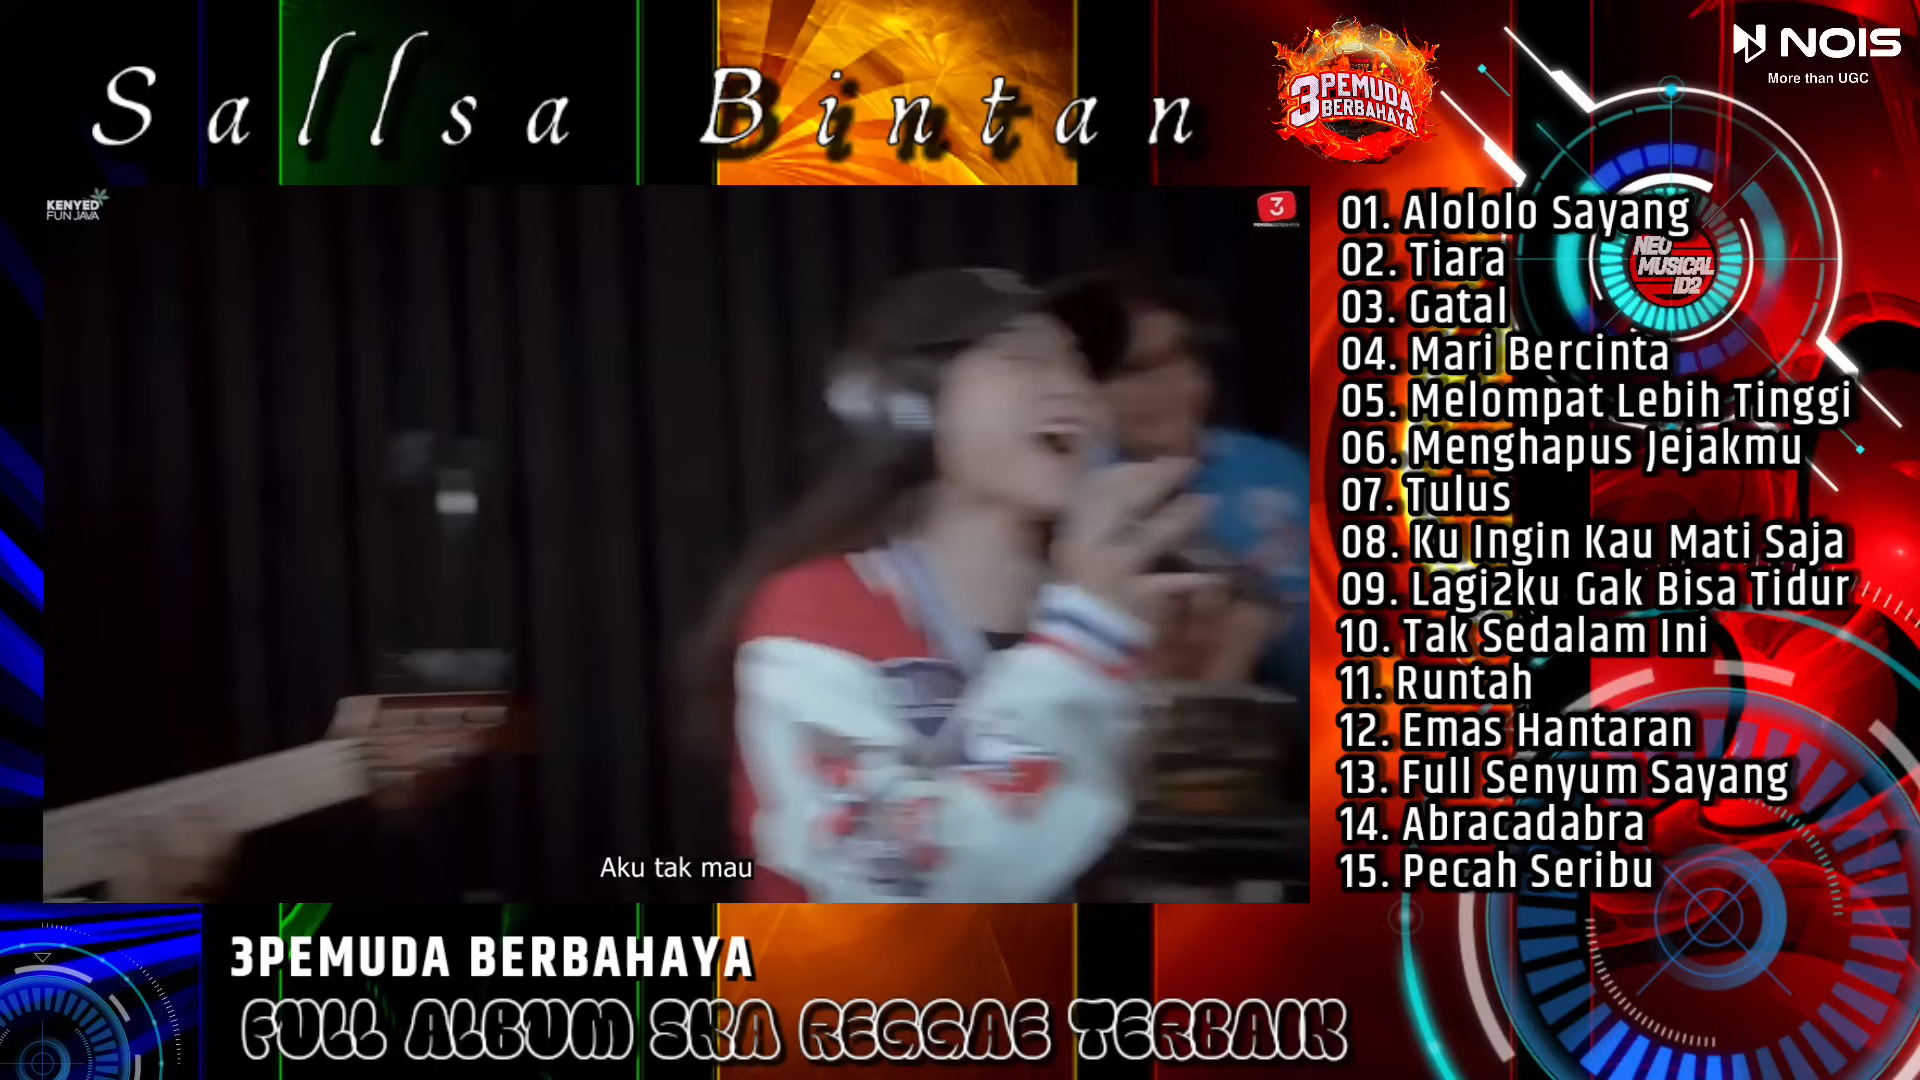 Sallsa Bintan
3PEMUDA
BERBAHAYA
NOIS
More than UGC
KENYED
FUN JAVA
3
01. Alololo Sayang
02. Tiara
03. Gatal
04. Mari Bercinta
05. Melompat Lebih Tinggi
06. Menghapus Jejakmu
07. Tulus
08. Ku Ingin Kau Mati Saja
09. Lagi2ku Gak Bisa Tidur
10. Tak Sedalam Ini
11. Runtah
12. Emas Hantaran
13. Full Senyum Sayang
14. Abracadabra
15. Pecah Seribu
NEO
MUSICAL
ID2
Aku tak mau
3PEMUDA BERBAHAYA
FULL ALBUM SKA REGGAE TERBAIK